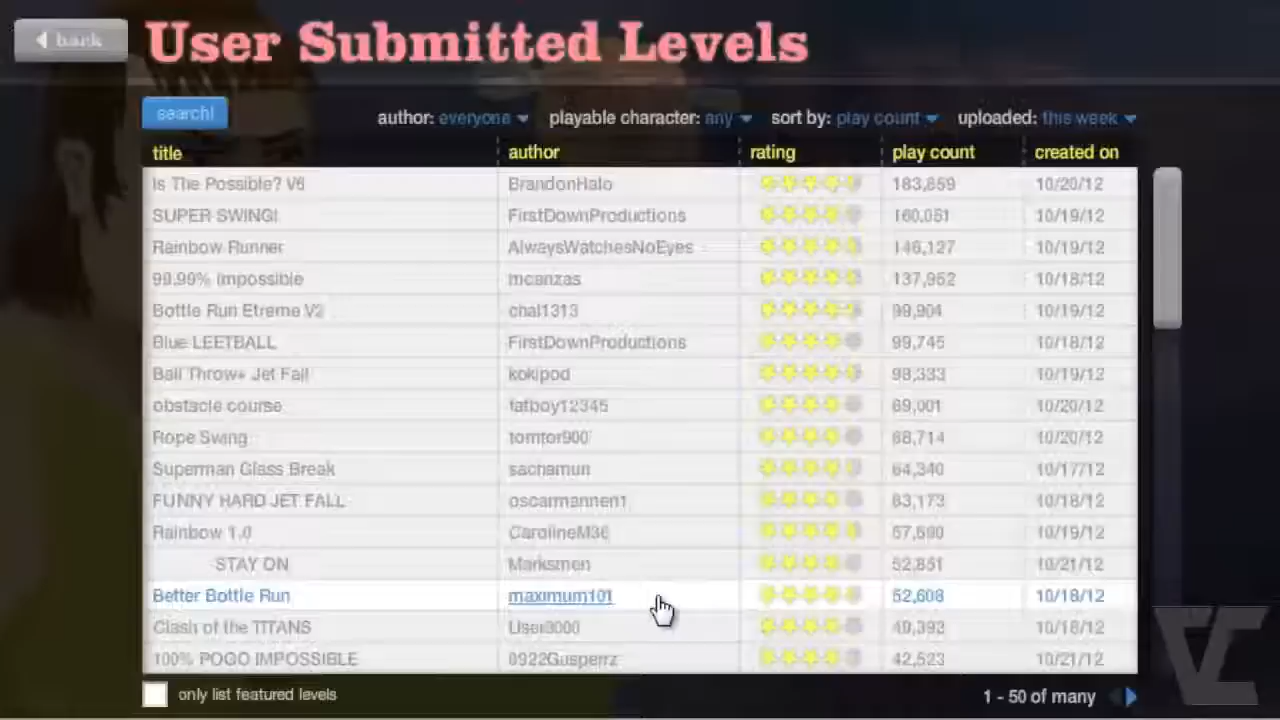 back
User Submitted Levels
search!
author: everyone playable character: any sort by: play count uploaded: this week
title author rating play count created on
Is The Possible? V6 BrandonHalo 183,859 10/20/12
SUPER SWING! FirstDownProductions 160,051 10/19/12
Rainbow Runner AlwaysWatchesNoEyes 146,127 10/19/12
99.99% Impossible mcanzas 137,952 10/18/12
Bottle Run Etreme V2 chal1313 99,904 10/19/12
Blue LEETBALL FirstDownProductions 99,745 10/18/12
Ball Throw+ Jet Fail kokipod 98,333 10/19/12
obstacle course fatboy12345 69,001 10/20/12
Rope Swing tomtor900 68,714 10/20/12
Superman Glass Break sachamun 64,340 10/17/12
FUNNY HARD JET FALL oscarmannen1 63,173 10/18/12
Rainbow 1.0 CarolineM36 10/19/12
STAY ON Marksmen 52,851 10/21/12
Better Bottle Run maximum101 52,608 10/18/12
Clash of the TITANS User3000 49,393 10/18/12
100% POGO IMPOSSIBLE 42,523 10/21/12
only list featured levels 1 - 50 of many